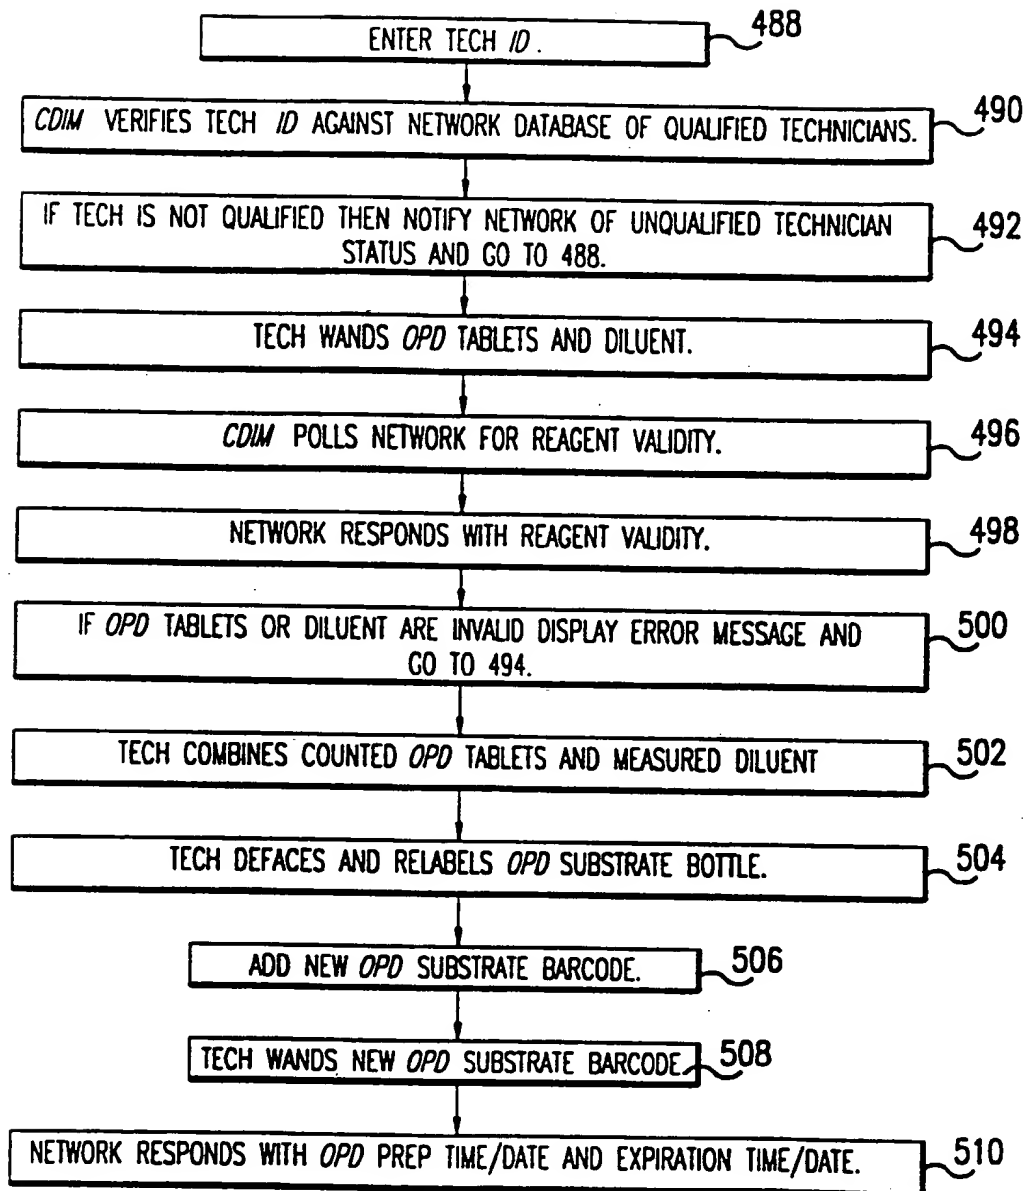 ENTER TECH ID.
488
CDIM VERIFIES TECH ID AGAINST NETWORK DATABASE OF QUALIFIED TECHNICIANS.
490
IF TECH IS NOT QUALIFIED THEN NOTIFY NETWORK OF UNQUALIFIED TECHNICIAN
STATUS AND GO TO 488.
492
TECH WANDS OPD TABLETS AND DILUENT.
494
CDIM POLLS NETWORK FOR REAGENT VALIDITY.
496
NETWORK RESPONDS WITH REAGENT VALIDITY.
498
IF OPD TABLETS OR DILUENT ARE INVALID DISPLAY ERROR MESSAGE AND
GO TO 494.
500
TECH COMBINES COUNTED OPD TABLETS AND MEASURED DILUENT
502
TECH DEFACES AND RELABELS OPD SUBSTRATE BOTTLE.
504
ADD NEW OPD SUBSTRATE BARCODE.
506
TECH WANDS NEW OPD SUBSTRATE BARCODE.
508
NETWORK RESPONDS WITH OPD PREP TIME/DATE AND EXPIRATION TIME/DATE.
510